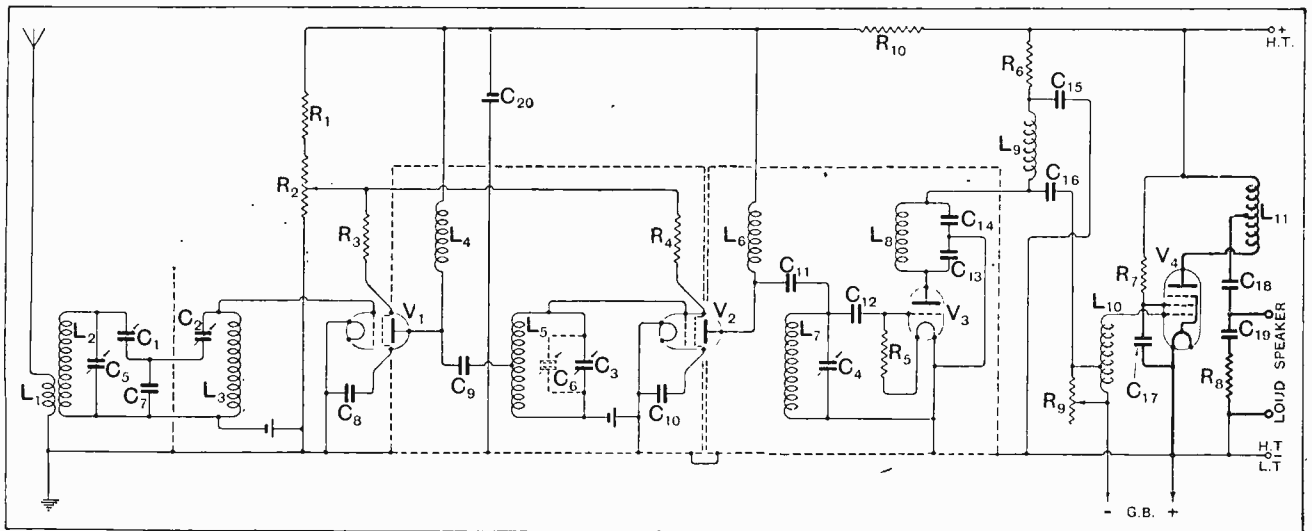 H.T. +
R10
R6
C15
R1
C20
L9
R2
C16
R3
L4
R4
L6
L8
C14
C13
L11
R7
V4
C18
V1
V2
C11
C12
V3
L10
L2
C1
C2
L5
L7
C19
C5
C6
C3
R5
C4
R8
LOUD SPEAKER
L1
C7
L3
C8
C9
C10
R9
C17
H.T
L.T
- G.B. +